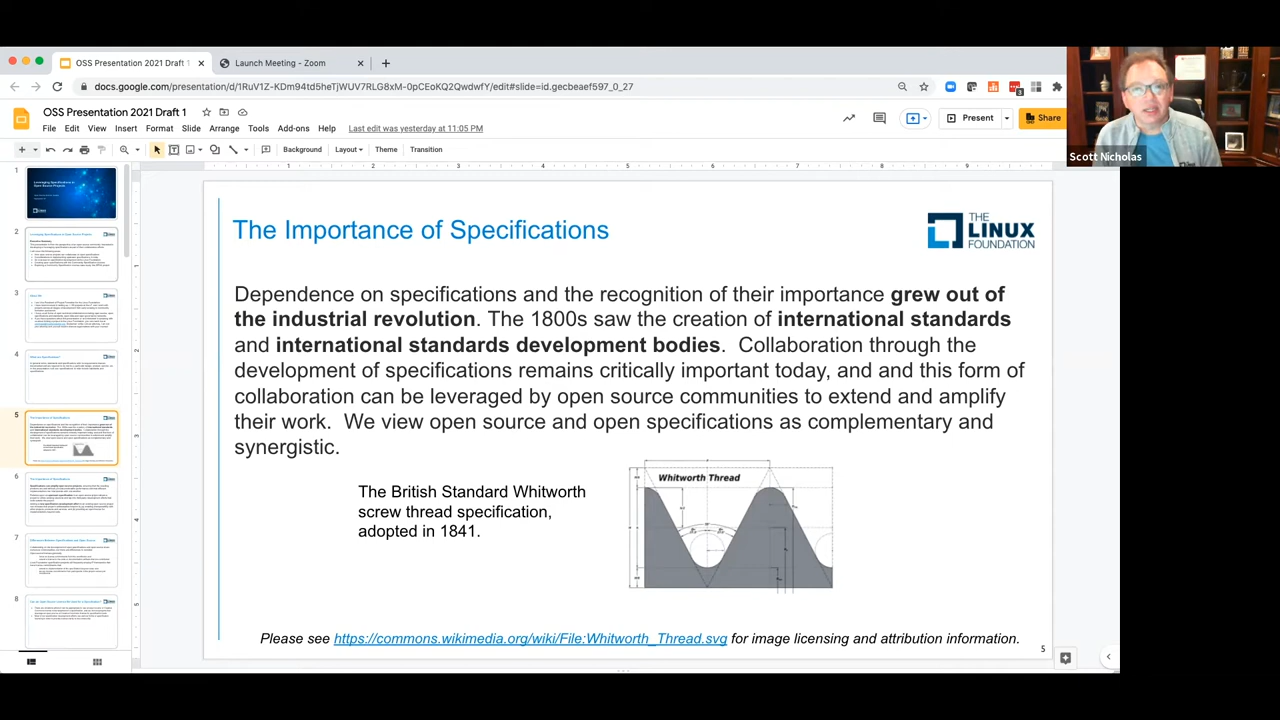 OSS Presentation 2021 Draft 1
Launch Meeting - Zoom
docs.google.com/presentation/d/1RuV1Z-KDm94td5heTjWUV7RLG8xM-0pCEoKQ2QwdwfY/edit#slide=id.gecbeaef597_0_27
OSS Presentation 2021 Draft 1
File Edit View Insert Format Slide Arrange Tools Add-ons Help Last edit was yesterday at 11:05 PM
Present
Share
Background Layout Theme Transition
Scott Nicholas
1
2
3
4
5
6
7
8
The Importance of Specifications
THE LINUX FOUNDATION
Dependence on specifications and the recognition of their importance grew out of
the industrial revolution. The 1800s saw the creation of international standards
and international standards development bodies. Collaboration through the
development of specifications remains critically important today, and and this form of
collaboration can be leveraged by open source communities to extend and amplify
their work. We view open source and open specifications as complementary and
synergistic.
The British Standard Whitworth
screw thread specification,
adopted in 1841
Whitworth Thread
Please see https://commons.wikimedia.org/wiki/File:Whitworth_Thread.svg for image licensing and attribution information.
5